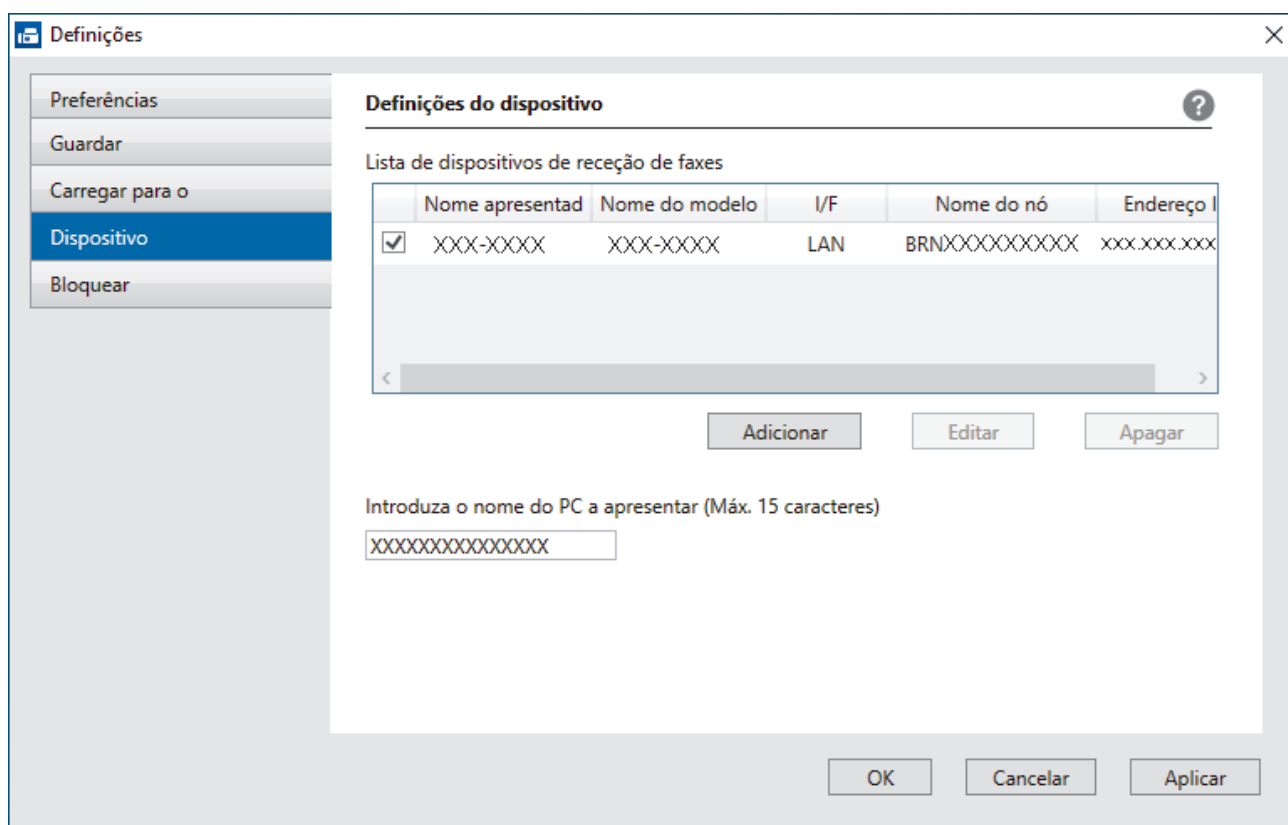 Definições
Preferências
Guardar
Carregar para o
Dispositivo
Bloquear
Definições do dispositivo
Lista de dispositivos de receção de faxes
Nome apresentad Nome do modelo I/F Nome do nó Endereço I
XXX-XXXX XXX-XXXX LAN BRNXXXXXXXXX XXX.XXX.XXX
Adicionar Editar Apagar
Introduza o nome do PC a apresentar (Máx. 15 caracteres)
XXXXXXXXXXXXXXX
OK Cancelar Aplicar